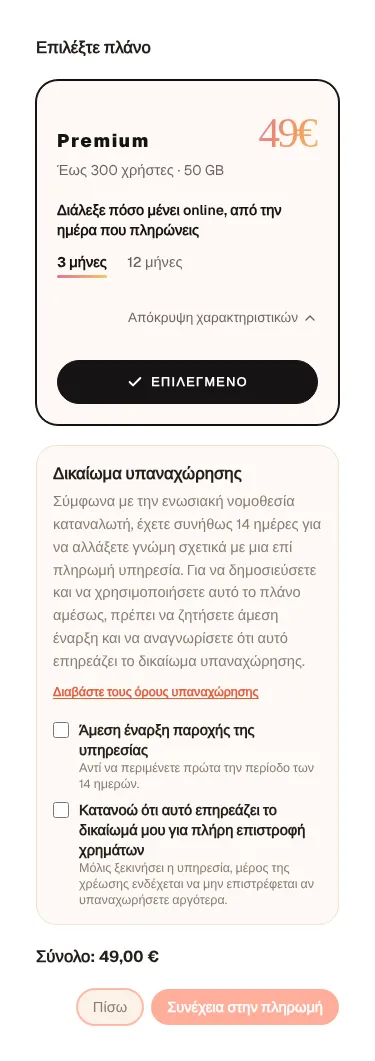 Επιλέξτε πλάνο
Premium
49€
Έως 300 χρήστες · 50 GB
Διάλεξε πόσο μένει online, από την
ημέρα που πληρώνεις
3 μήνες
12 μήνες
Απόκρυψη χαρακτηριστικών
ΕΠΙΛΕΓΜΕΝΟ
Δικαίωμα υπαναχώρησης
Σύμφωνα με την ενωσιακή νομοθεσία
καταναλωτή, έχετε συνήθως 14 ημέρες για
να αλλάξετε γνώμη σχετικά με μια επί
πληρωμή υπηρεσία. Για να δημοσιεύσετε
και να χρησιμοποιήσετε αυτό το πλάνο
αμέσως, πρέπει να ζητήσετε άμεση
έναρξη και να αναγνωρίσετε ότι αυτό
επηρεάζει το δικαίωμα υπαναχώρησης.
Διαβάστε τους όρους υπαναχώρησης
Άμεση έναρξη παροχής της
υπηρεσίας
Αντί να περιμένετε πρώτα την περίοδο των
14 ημερών.
Κατανοώ ότι αυτό επηρεάζει το
δικαίωμά μου για πλήρη επιστροφή
χρημάτων
Μόλις ξεκινήσει η υπηρεσία, μέρος της
χρέωσης ενδέχεται να μην επιστρέφεται αν
υπαναχωρήσετε αργότερα.
Σύνολο: 49,00 €
Πίσω
Συνέχεια στην πληρωμή